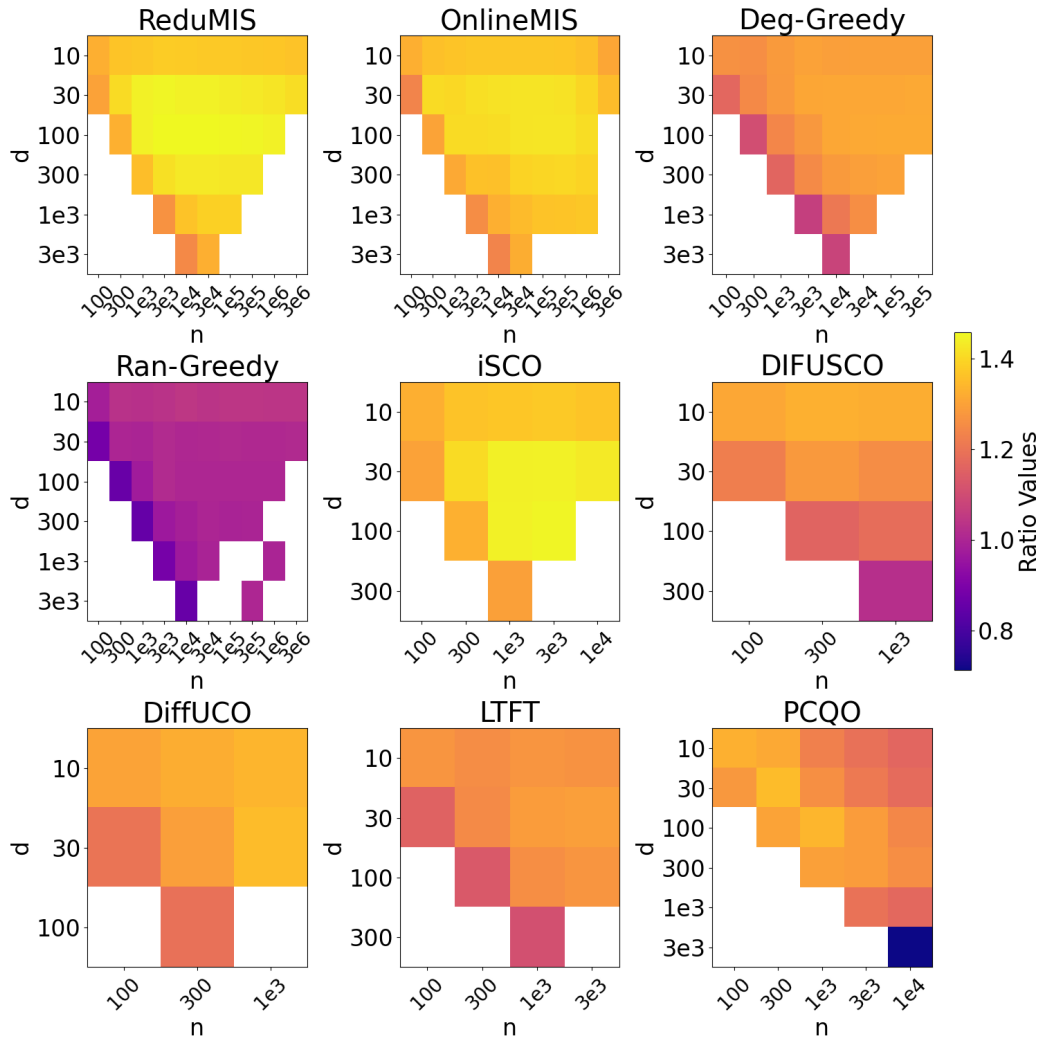 ReduMIS
10
30
100
300
1e3
3e3
d
100
300
1e3
3e3
1e4
3e4
1e5
3e5
1e6
3e6
n
OnlineMIS
10
30
100
300
1e3
3e3
d
100
300
1e3
3e3
1e4
3e4
1e5
3e5
1e6
3e6
n
Deg-Greedy
10
30
100
300
1e3
3e3
d
100
300
1e3
3e3
1e4
3e4
1e5
3e5
n
Ran-Greedy
10
30
100
300
1e3
3e3
d
100
300
1e3
3e3
1e4
3e4
1e5
3e5
1e6
3e6
n
iSCO
10
30
100
300
d
100
300
1e3
3e3
1e4
n
DIFUSCO
10
30
100
300
d
100
300
1e3
n
1.4
1.2
1.0
0.8
Ratio Values
DiffUCO
10
30
100
d
100
300
1e3
n
LTFT
10
30
100
300
d
100
300
1e3
3e3
n
PCQO
10
30
100
300
1e3
3e3
d
100
300
1e3
3e3
1e4
n